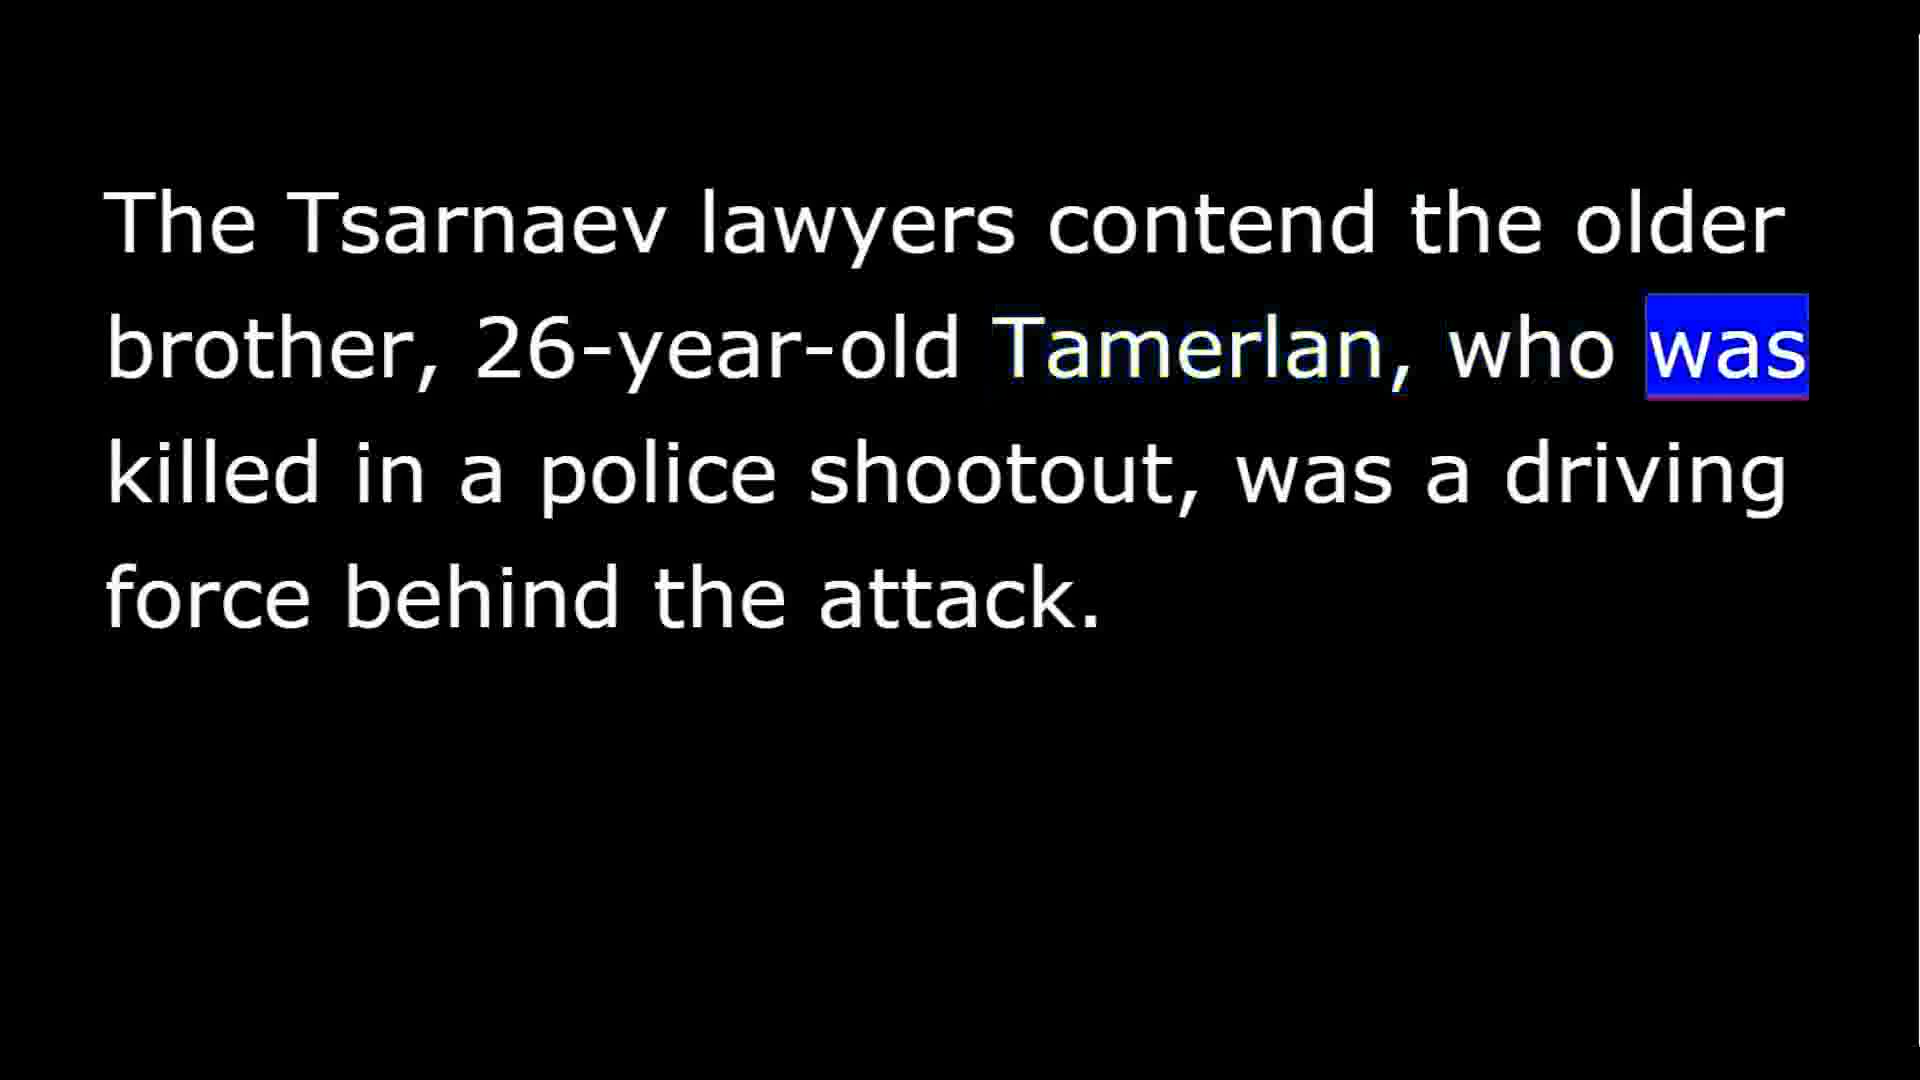 The Tsarnaev lawyers contend the older
brother, 26-year-old Tamerlan, who was
killed in a police shootout, was a driving
force behind the attack.